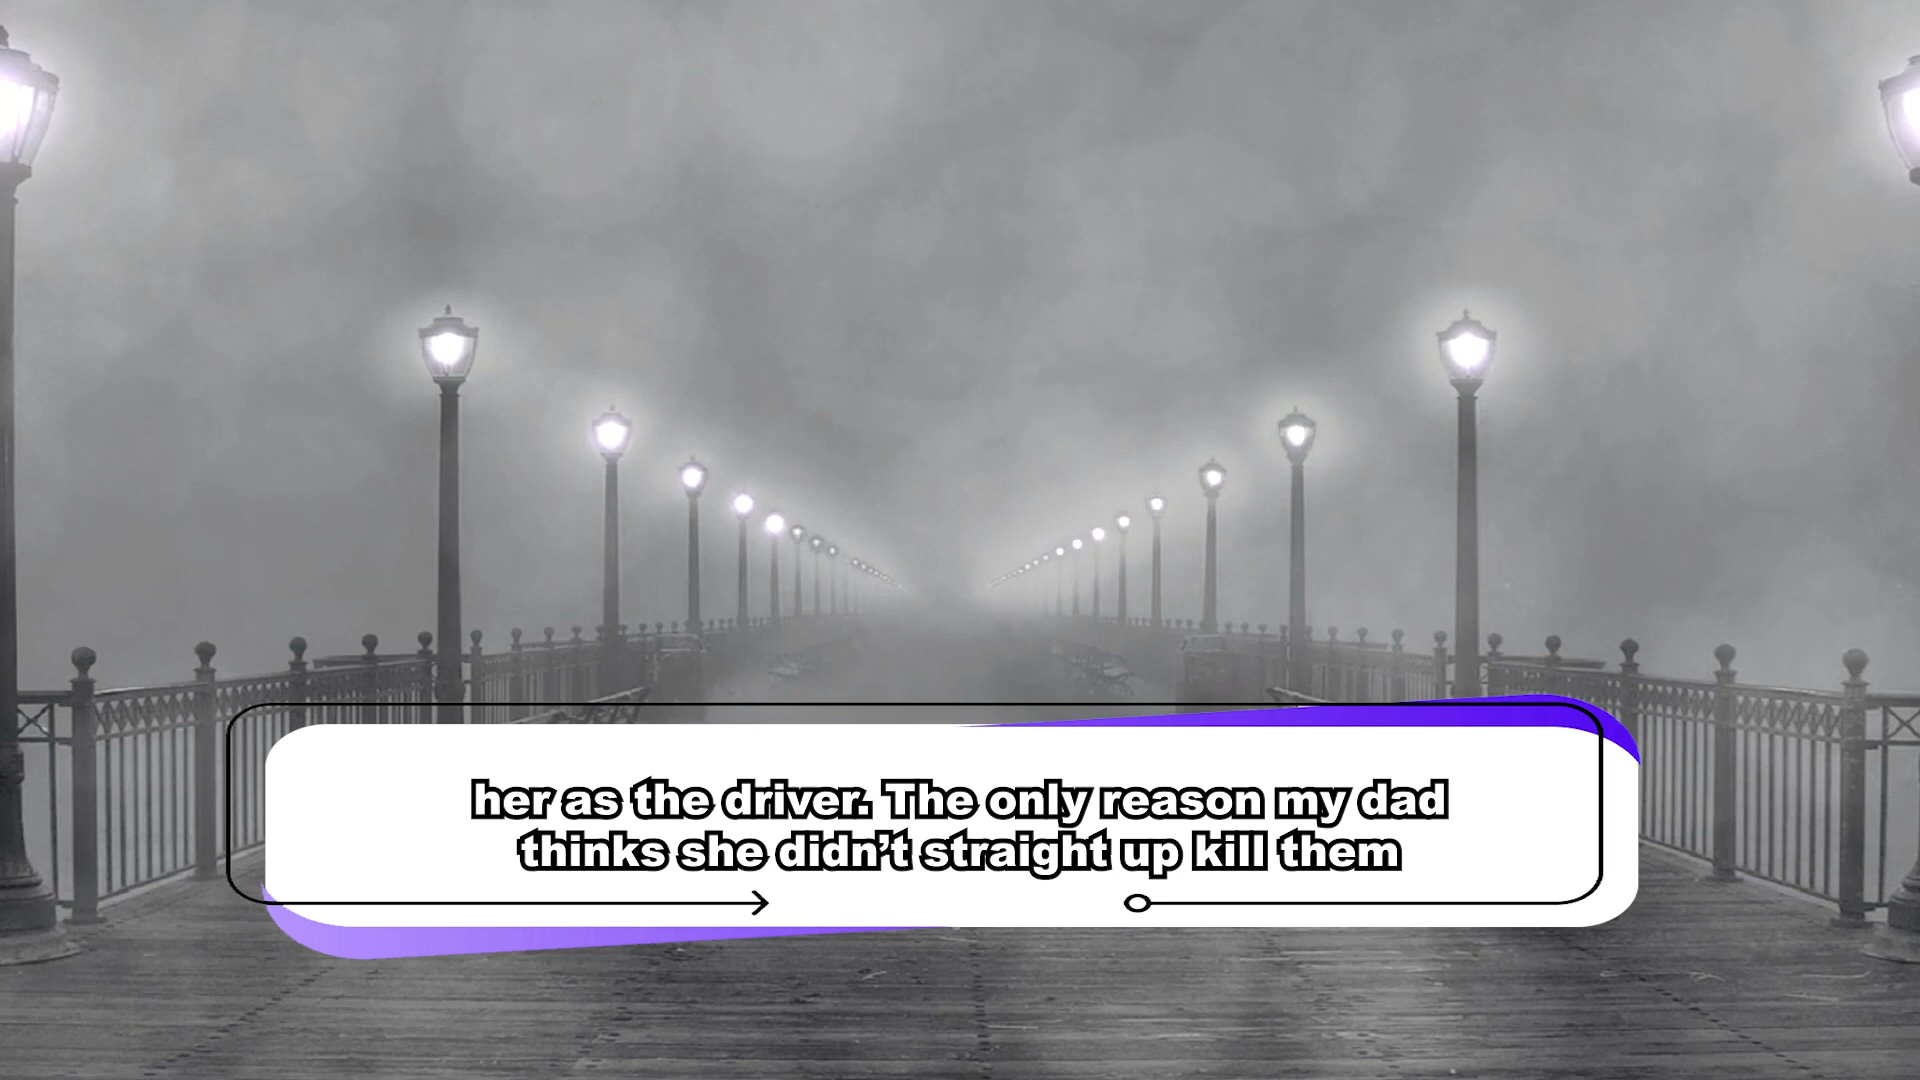 her as the driver. The only reason my dad
thinks she didn't straight up kill them